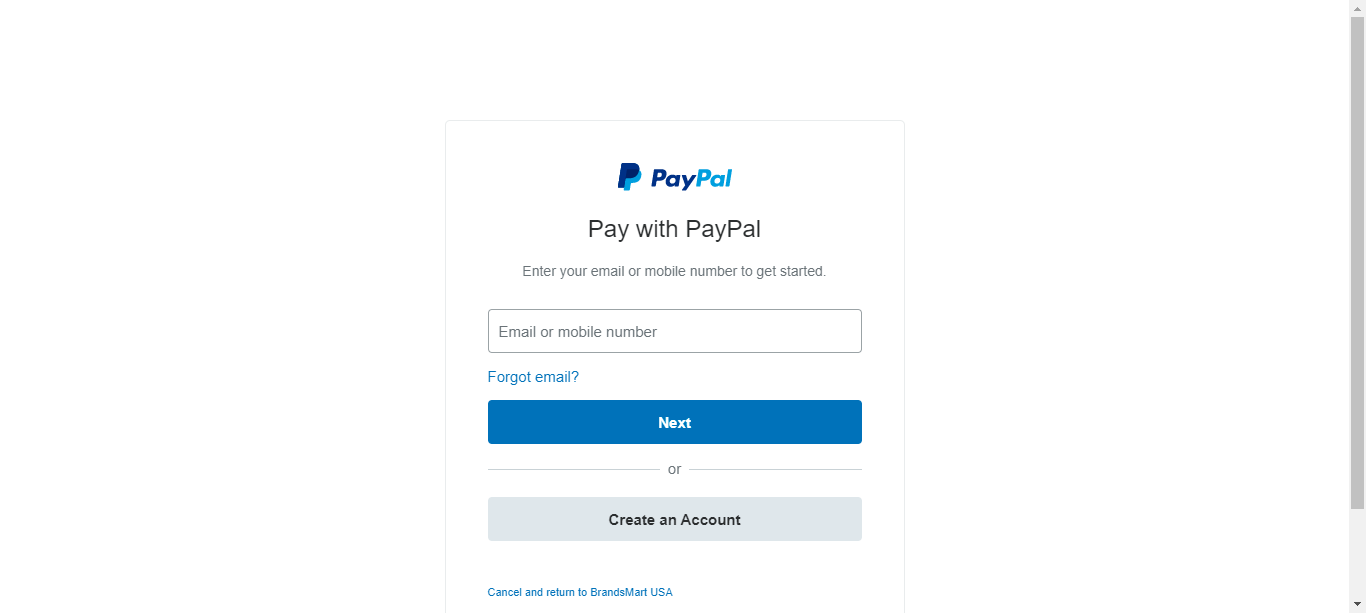 PayPal
Pay with PayPal
Enter your email or mobile number to get started.
Email or mobile number
Forgot email?
Next
or
Create an Account
Cancel and return to BrandsMart USA